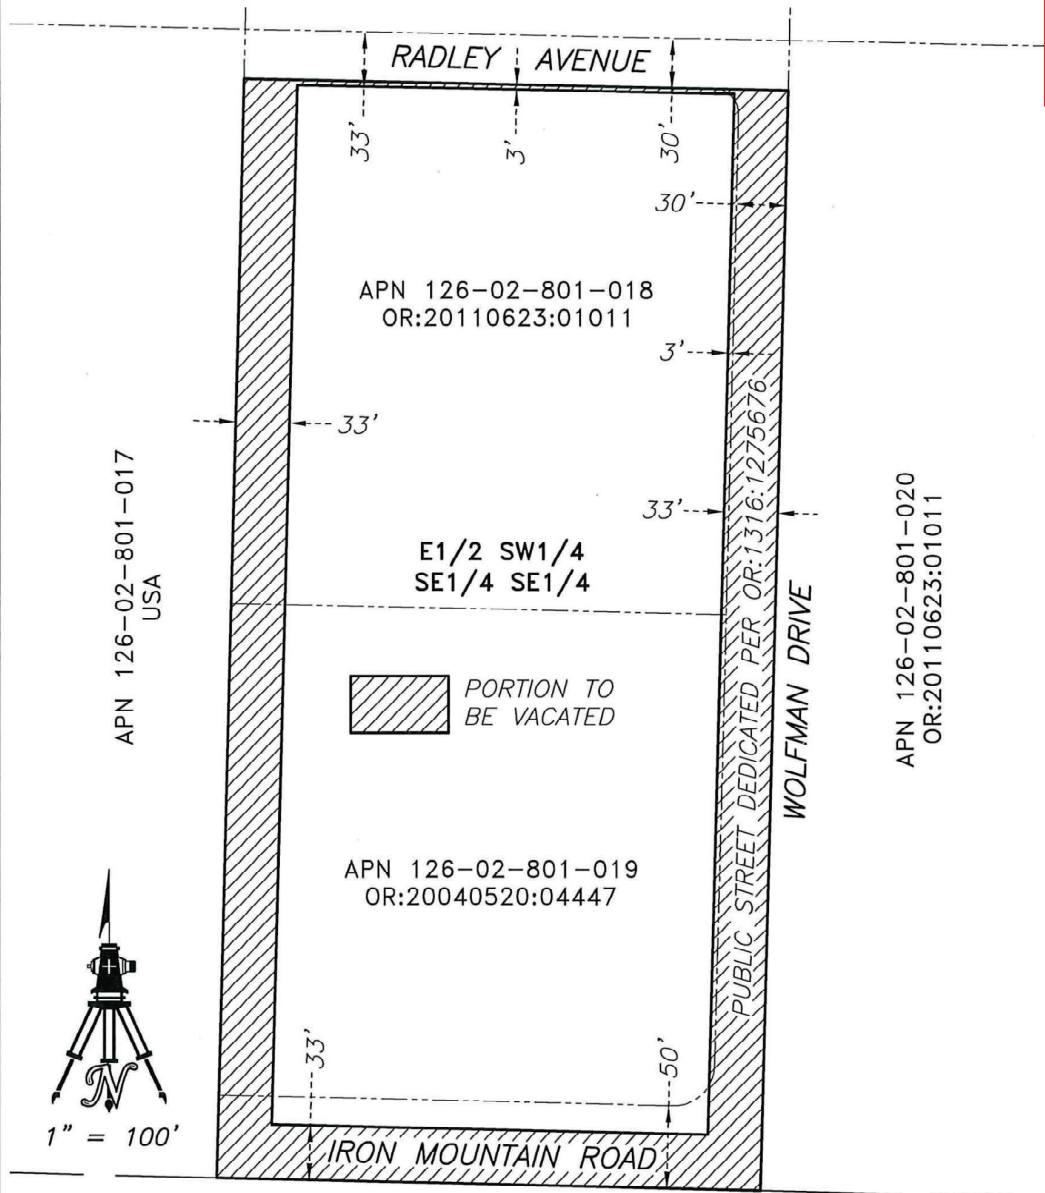 RADLEY AVENUE
33'
3'
30'
30'
APN 126-02-801-018
OR:20110623:01011
3'
33'
33'
APN 126-02-801-017
USA
E1/2 SW1/4
SE1/4 SE1/4
PORTION TO
BE VACATED
PUBLIC STREET DEDICATED PER OR:1316:1275676
WOLFMAN DRIVE
APN 126-02-801-020
OR:20110623:01011
APN 126-02-801-019
OR:20040520:04447
33'
50'
N
1" = 100'
IRON MOUNTAIN ROAD